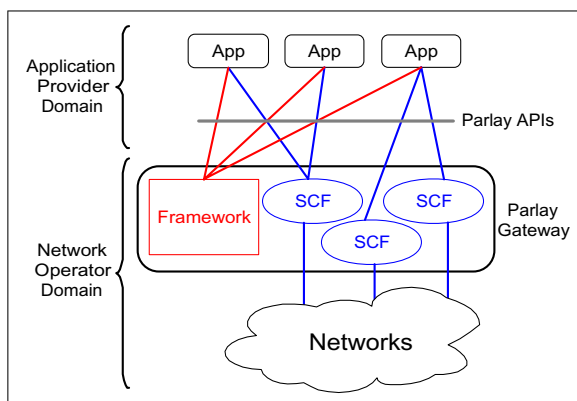 App
App
App
Application
Provider
Domain
Parlay APIs
Framework
SCF
SCF
SCF
Parlay
Gateway
Network
Operator
Domain
Networks